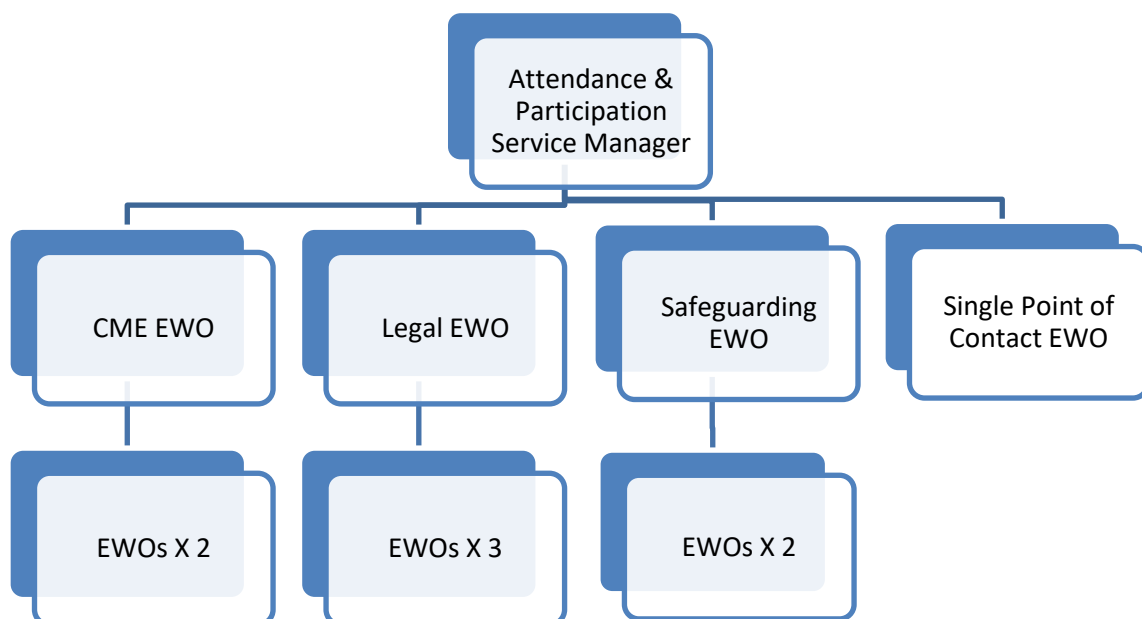 Attendance &
Participation
Service Manager
CME EWO
Legal EWO
Safeguarding
EWO
Single Point of
Contact EWO
EWOs X 2
EWOs X 3
EWOs X 2